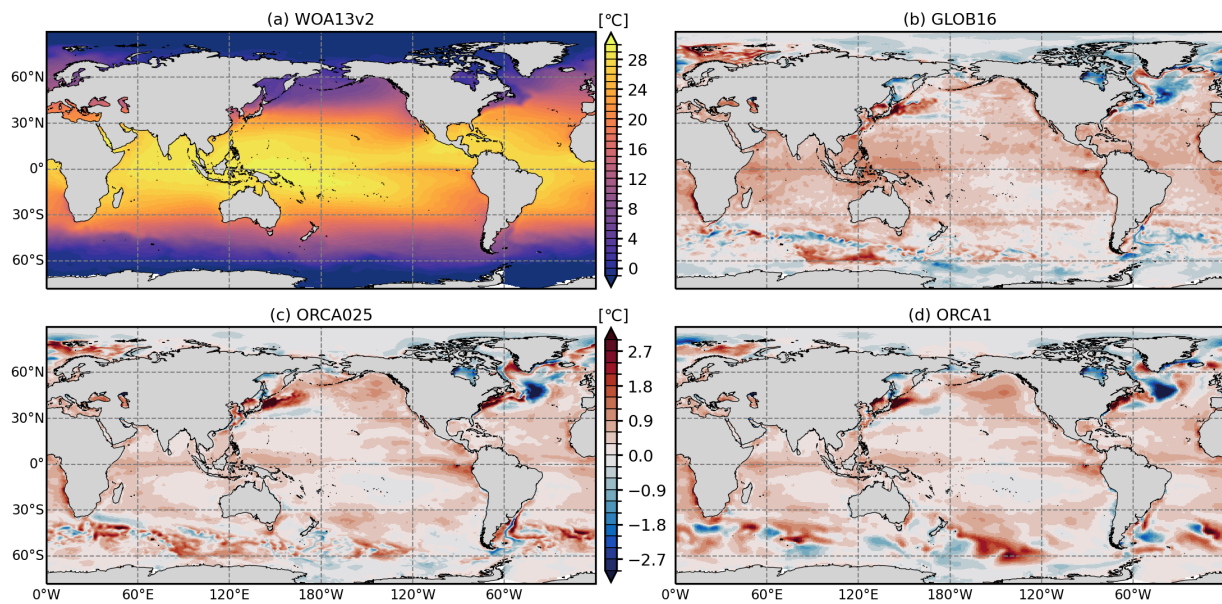 (a) WOA13v2
[℃]
(b) GLOB16
60°N
30°N
0°
30°S
60°S
28
24
20
16
12
8
4
0
(c) ORCA025
[℃]
(d) ORCA1
60°N
30°N
0°
30°S
60°S
2.7
1.8
0.9
0.0
−0.9
−1.8
−2.7
0°E 60°E 120°E 180°E 120°W 60°W
0°E 60°E 120°E 180°E 120°W 60°W